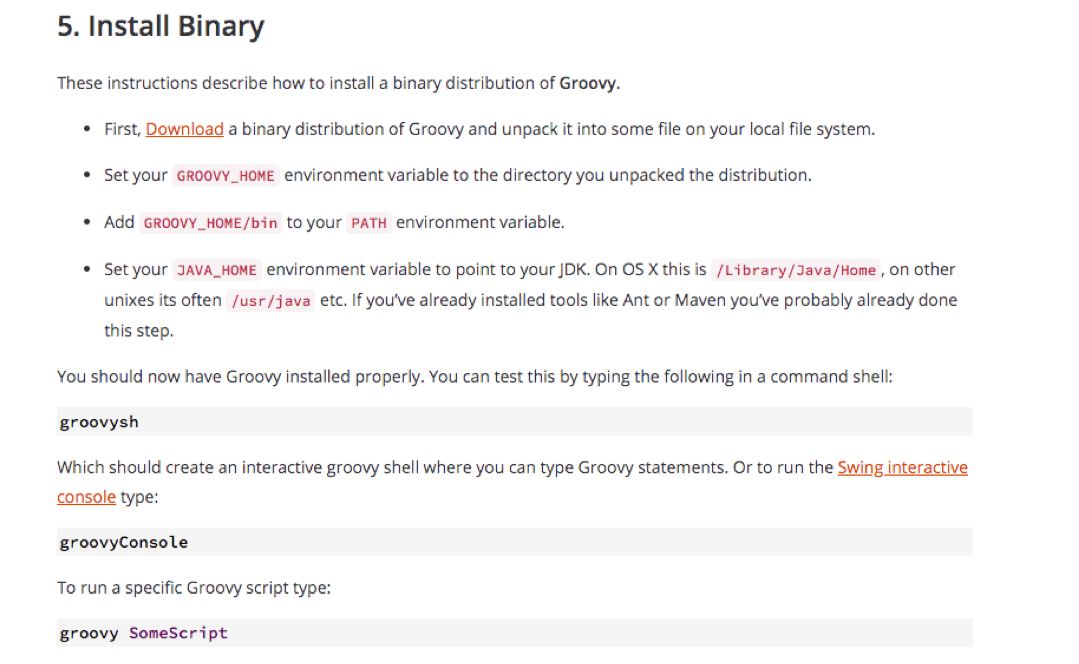 5. Install Binary
These instructions describe how to install a binary distribution of Groovy.
• First, Download a binary distribution of Groovy and unpack it into some file on your local file system.
• Set your GROOVY_HOME environment variable to the directory you unpacked the distribution.
• Add GROOVY_HOME/bin to your PATH environment variable.
• Set your JAVA_HOME environment variable to point to your JDK. On OS X this is /Library/Java/Home , on other
unixes its often /usr/java etc. If you’ve already installed tools like Ant or Maven you’ve probably already done
this step.
You should now have Groovy installed properly. You can test this by typing the following in a command shell:
groovysh
Which should create an interactive groovy shell where you can type Groovy statements. Or to run the Swing interactive
console type:
groovyConsole
To run a specific Groovy script type:
groovy SomeScript